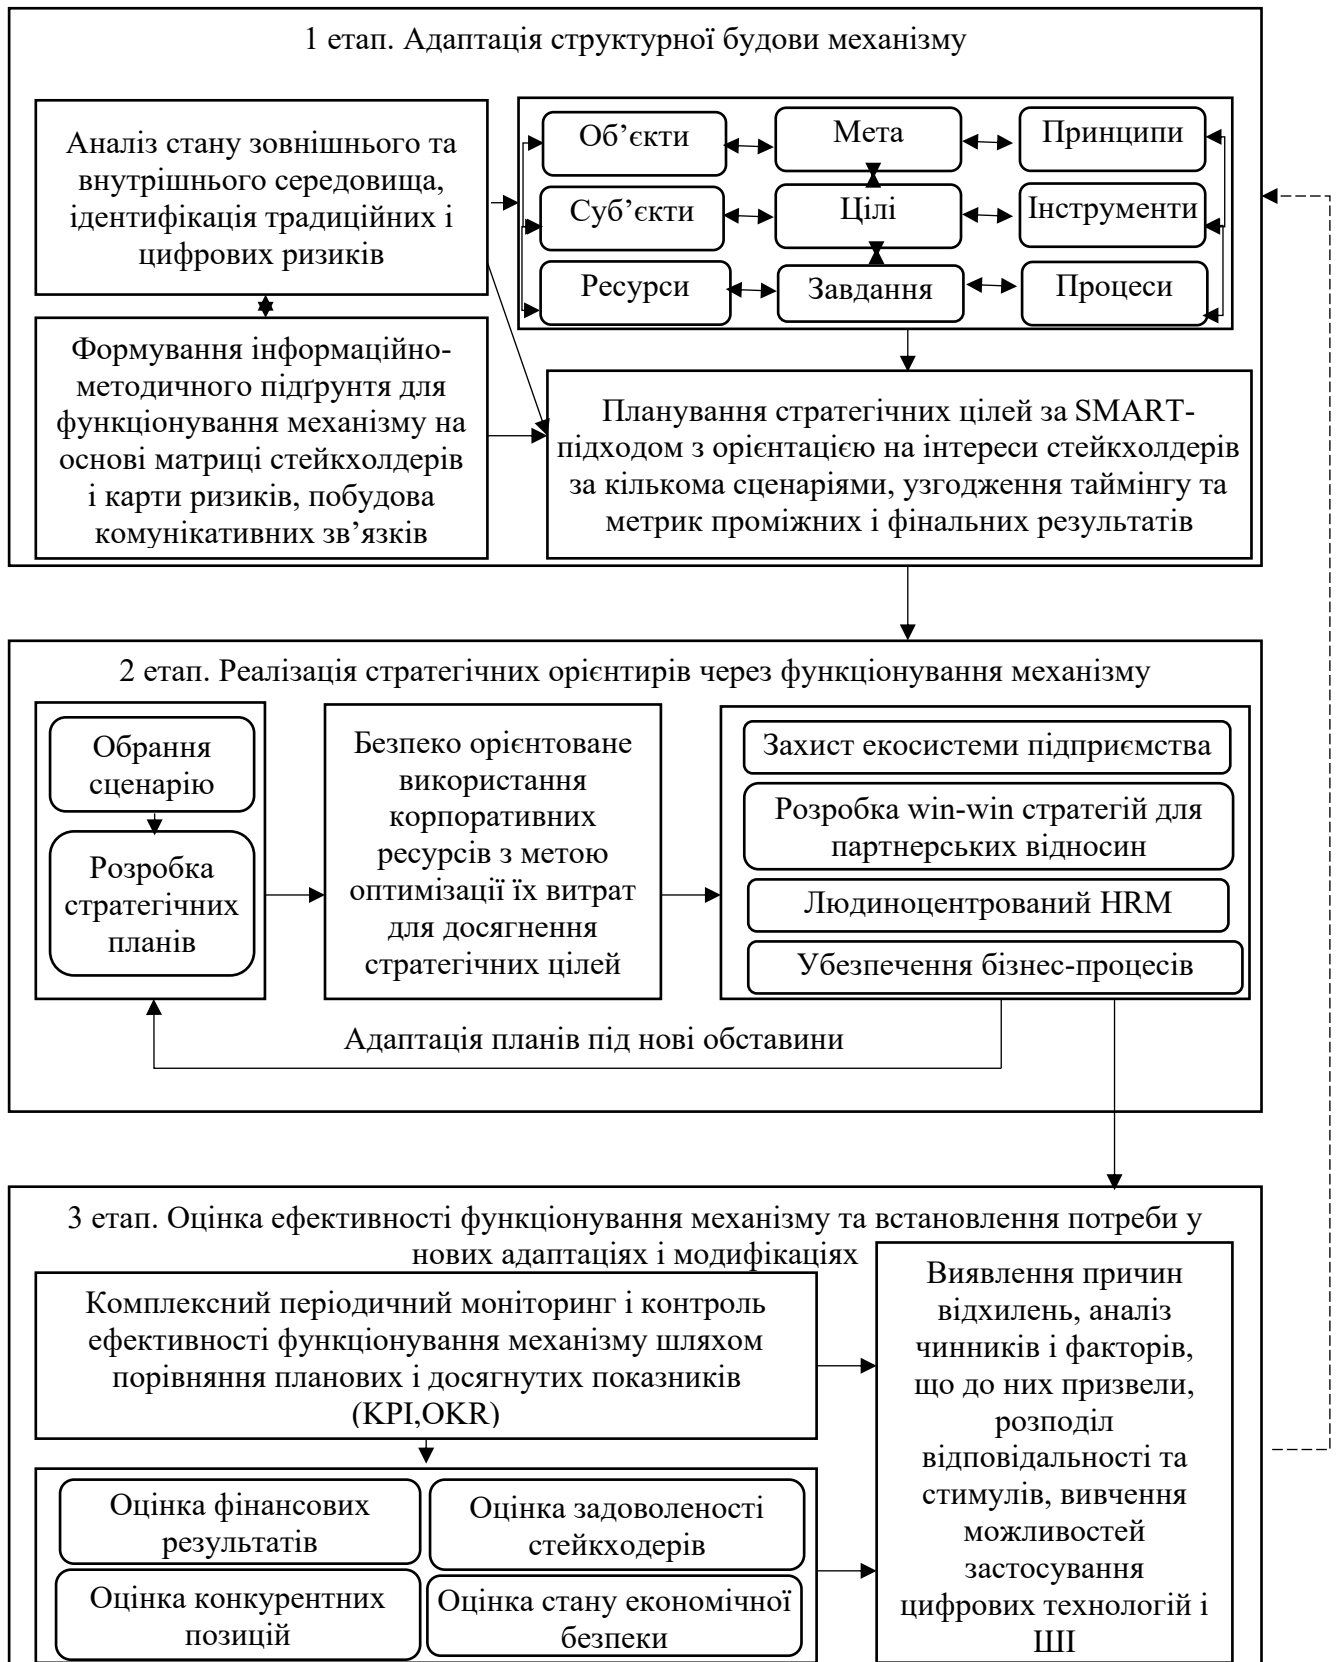 1 етап. Адаптація структурної будови механізму
Аналіз стану зовнішнього та
внутрішнього середовища,
ідентифікація традиційних і
цифрових ризиків
Об’єкти
Мета
Принципи
Суб’єкти
Цілі
Інструменти
Ресурси
Завдання
Процеси
Формування інформаційно-
методичного підґрунтя для
функціонування механізму на
основі матриці стейкхолдерів
і карти ризиків, побудова
комунікативних зв’язків
Планування стратегічних цілей за SMART-
підходом з орієнтацією на інтереси стейкхолдерів
за кількома сценаріями, узгодження таймінгу та
метрик проміжних і фінальних результатів
2 етап. Реалізація стратегічних орієнтирів через функціонування механізму
Обрання
сценарію
Розробка
стратегічних
планів
Безпеко орієнтоване
використання
корпоративних
ресурсів з метою
оптимізації їх витрат
для досягнення
стратегічних цілей
Захист екосистеми підприємства
Розробка win-win стратегій для
партнерських відносин
Людиноцентрований HRM
Убезпечення бізнес-процесів
Адаптація планів під нові обставини
3 етап. Оцінка ефективності функціонування механізму та встановлення потреби у
нових адаптаціях і модифікаціях
Комплексний періодичний моніторинг і контроль
ефективності функціонування механізму шляхом
порівняння планових і досягнутих показників
(KPI,OKR)
Оцінка фінансових
результатів
Оцінка задоволеності
стейкходерів
Оцінка конкурентних
позицій
Оцінка стану економічної
безпеки
Виявлення причин
відхилень, аналіз
чинників і факторів,
що до них призвели,
розподіл
відповідальності та
стимулів, вивчення
можливостей
застосування
цифрових технологій і
ШІ